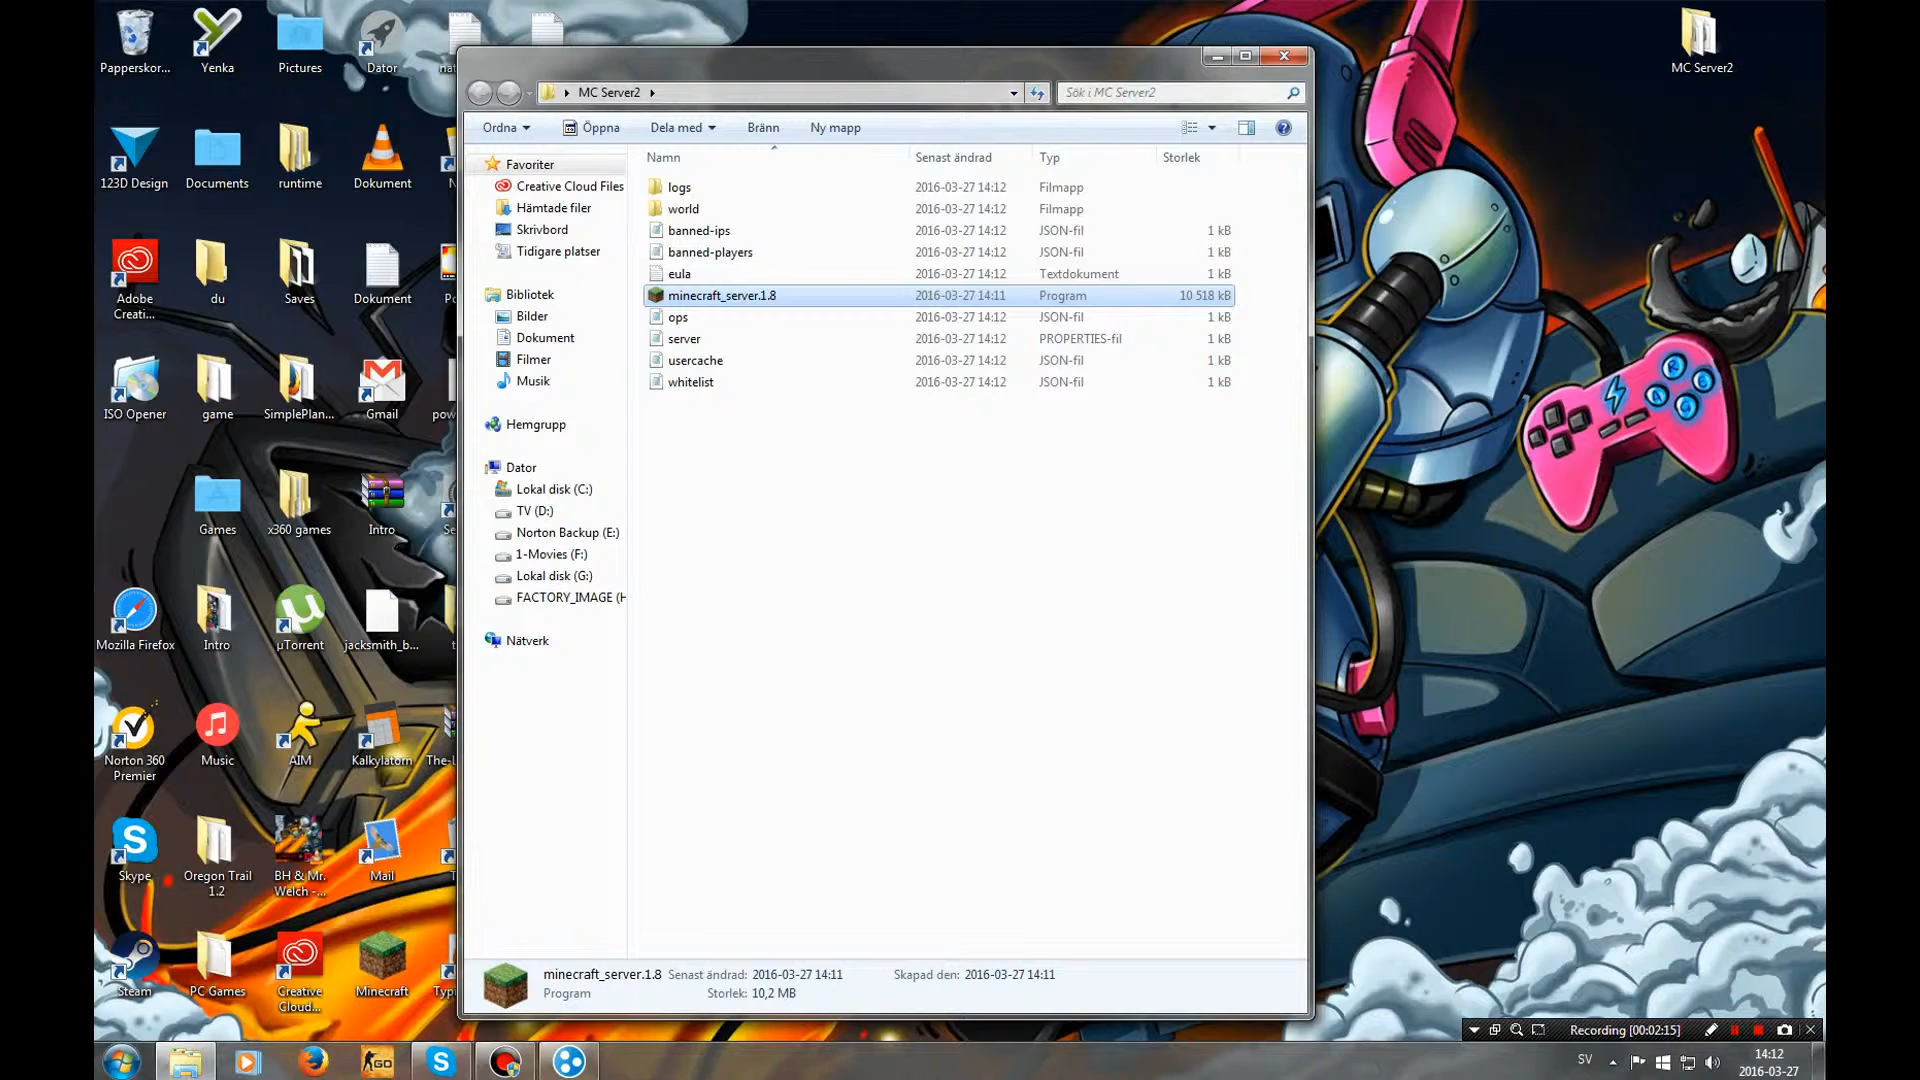 Papperskor...
Yenka
Pictures
Dator
MC Server2
MC Server2
Sök i MC Server2
Ordna
Öppna
Dela med
Bränn
Ny mapp
Namn
Senast ändrad
Typ
Storlek
Favoriter
Creative Cloud Files
Hämtade filer
Skrivbord
Tidigare platser
Bibliotek
Bilder
Dokument
Filmer
Musik
Hemgrupp
Dator
Lokal disk (C:)
TV (D:)
Norton Backup (E:)
1-Movies (F:)
Lokal disk (G:)
FACTORY_IMAGE (H
Nätverk
logs 2016-03-27 14:12 Filmapp
world 2016-03-27 14:12 Filmapp
banned-ips 2016-03-27 14:12 JSON-fil 1 kB
banned-players 2016-03-27 14:12 JSON-fil 1 kB
eula 2016-03-27 14:12 Textdokument 1 kB
minecraft_server.1.8 2016-03-27 14:11 Program 10 518 kB
ops 2016-03-27 14:12 JSON-fil 1 kB
server 2016-03-27 14:12 PROPERTIES-fil 1 kB
usercache 2016-03-27 14:12 JSON-fil 1 kB
whitelist 2016-03-27 14:12 JSON-fil 1 kB
123D Design
Documents
runtime
Dokument
Adobe
Creati...
du
Saves
Dokument
ISO Opener
game
SimplePlan...
Gmail
Games
x360 games
Intro
Mozilla Firefox
Intro
µTorrent
jacksmith_b...
Norton 360
Premier
Music
AIM
Kalkylatorn
The-L
Skype
Oregon Trail
1.2
BH & Mr.
Welch -...
Mail
Steam
PC Games
Creative
Cloud...
Minecraft
R
G
A
G
minecraft_server.1.8 Senast ändrad: 2016-03-27 14:11 Skapad den: 2016-03-27 14:11
Program Storlek: 10,2 MB
Recording [00:02:15]
GO
SV
14:12
2016-03-27